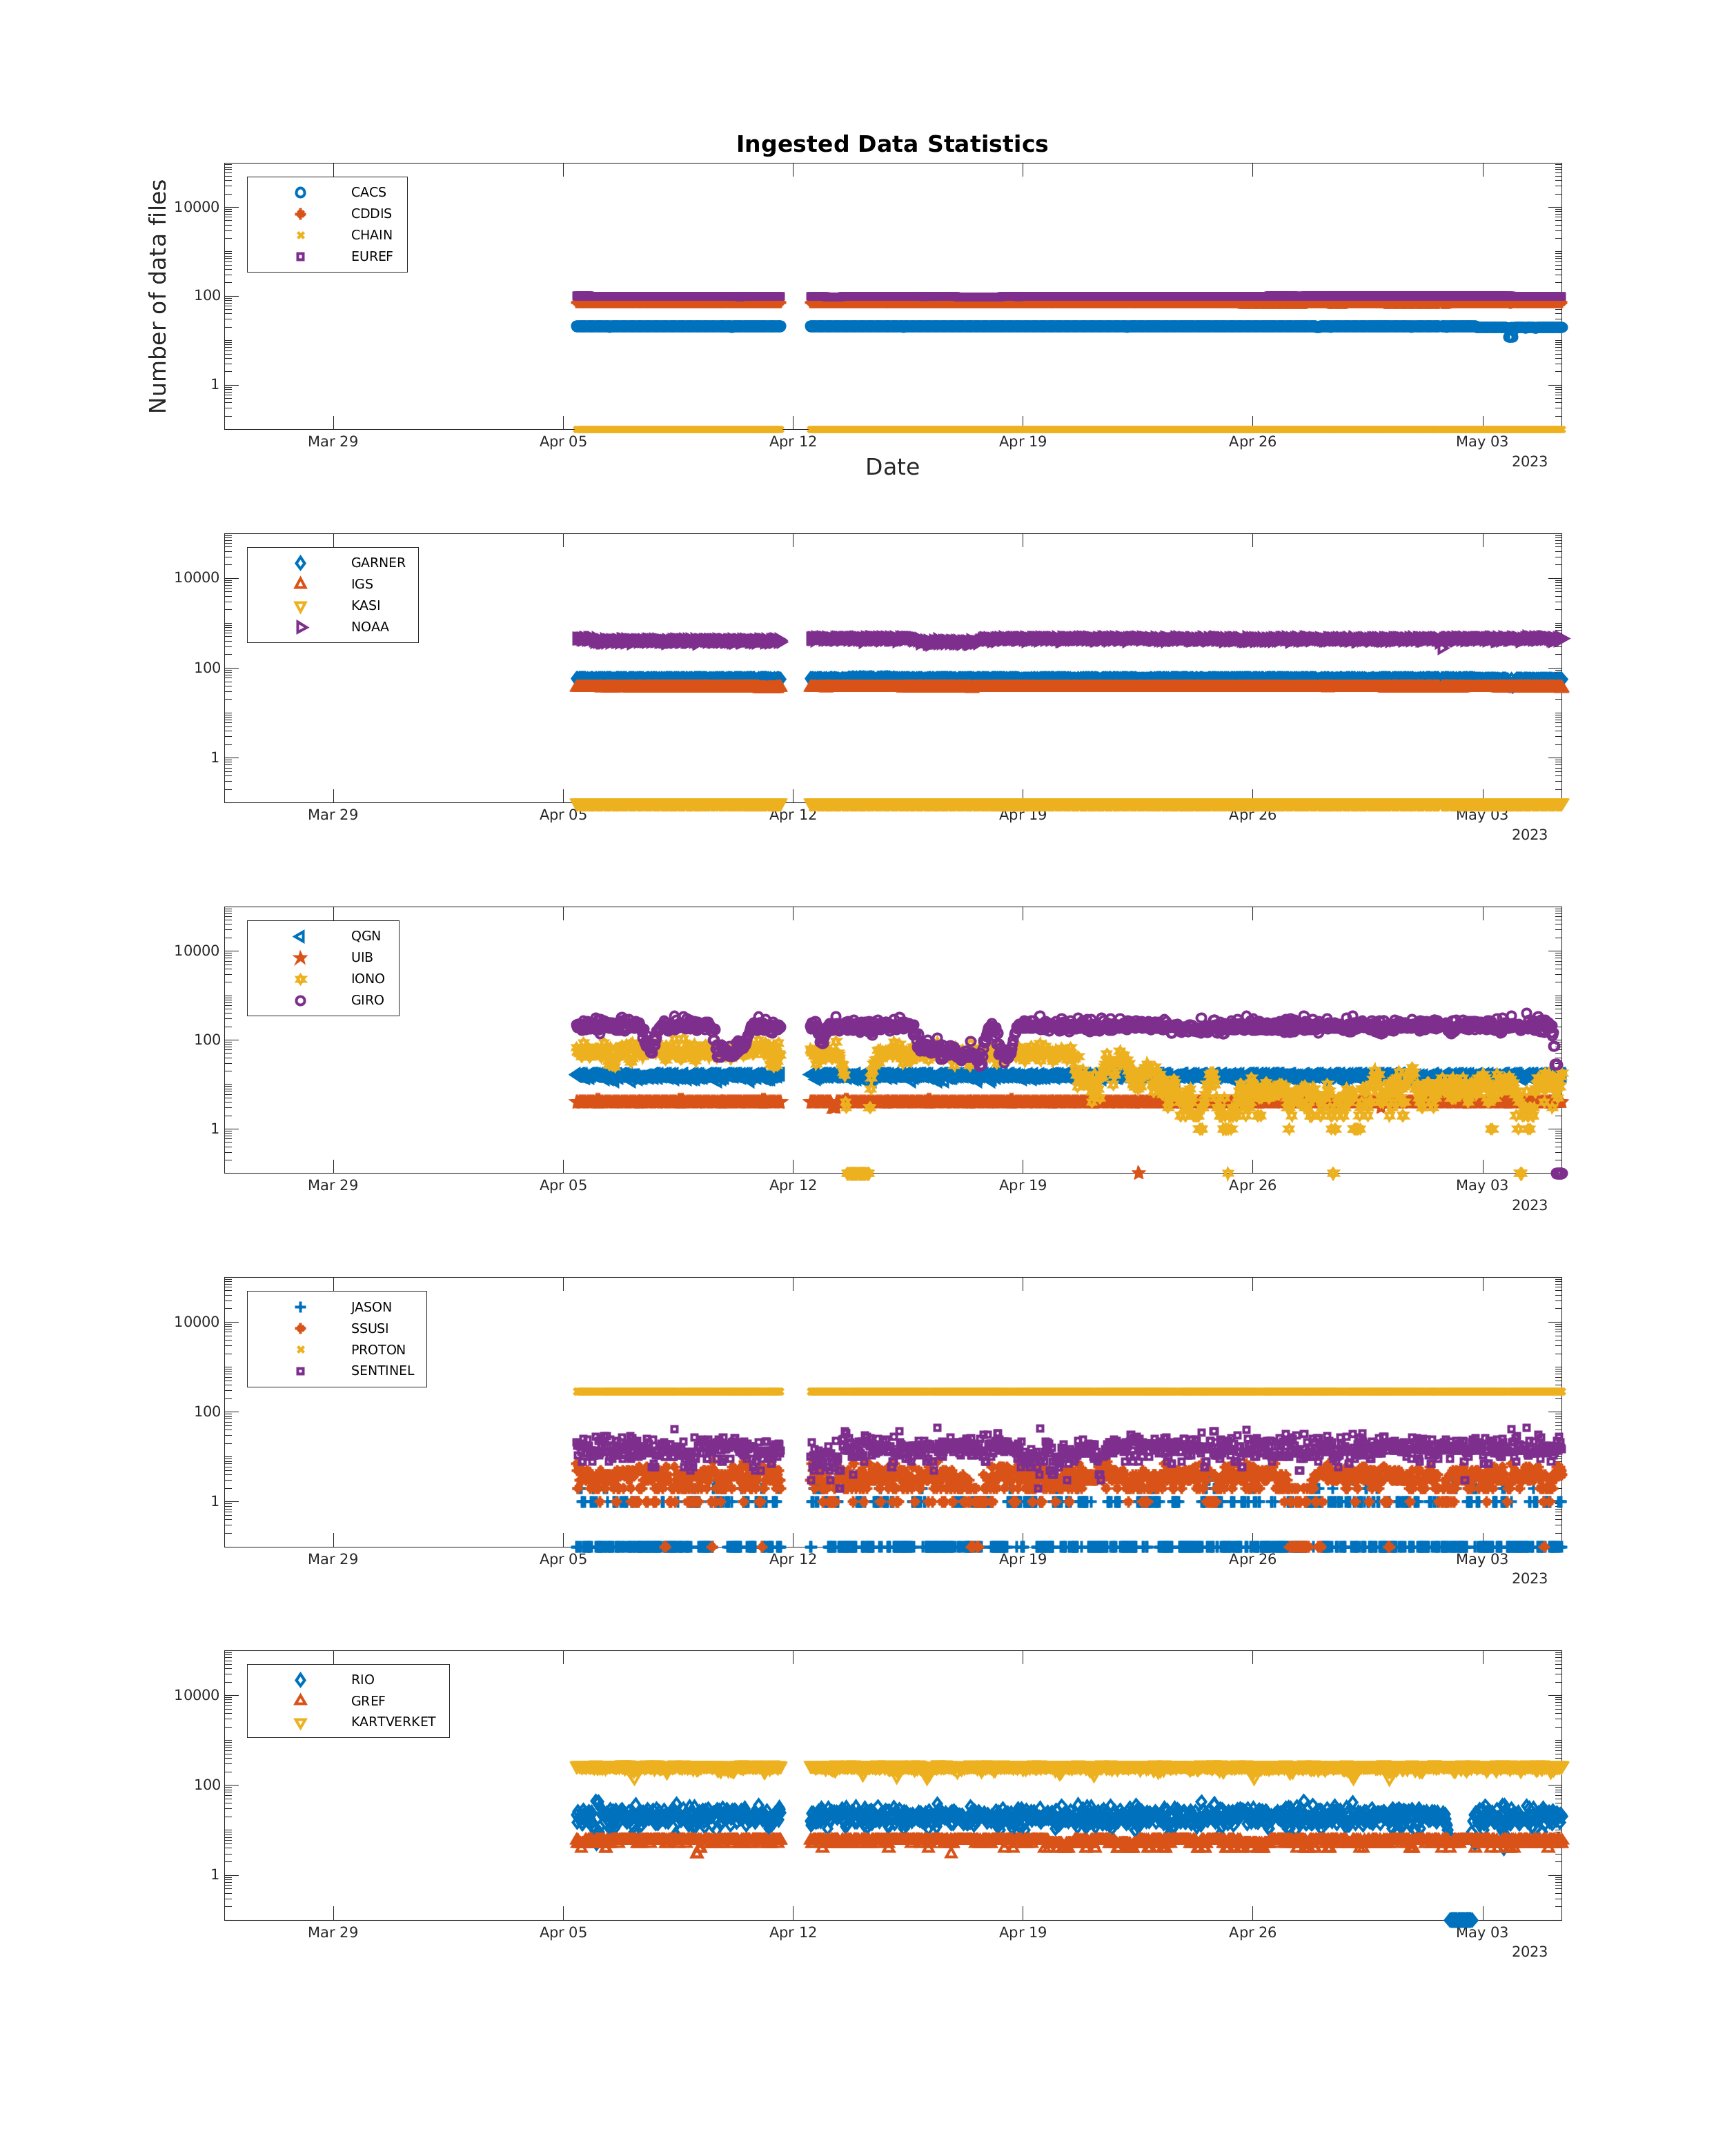 Ingested Data Statistics
Number of data files
CACS
CDDIS
CHAIN
EUREF
10000
100
1
Mar 29 Apr 05 Apr 12 Apr 19 Apr 26 May 03
2023
Date
GARNER
IGS
KASI
NOAA
10000
100
1
Mar 29 Apr 05 Apr 12 Apr 19 Apr 26 May 03
2023
QGN
UIB
IONO
GIRO
10000
100
1
Mar 29 Apr 05 Apr 12 Apr 19 Apr 26 May 03
2023
JASON
SSUSI
PROTON
SENTINEL
10000
100
1
Mar 29 Apr 05 Apr 12 Apr 19 Apr 26 May 03
2023
RIO
GREF
KARTVERKET
10000
100
1
Mar 29 Apr 05 Apr 12 Apr 19 Apr 26 May 03
2023